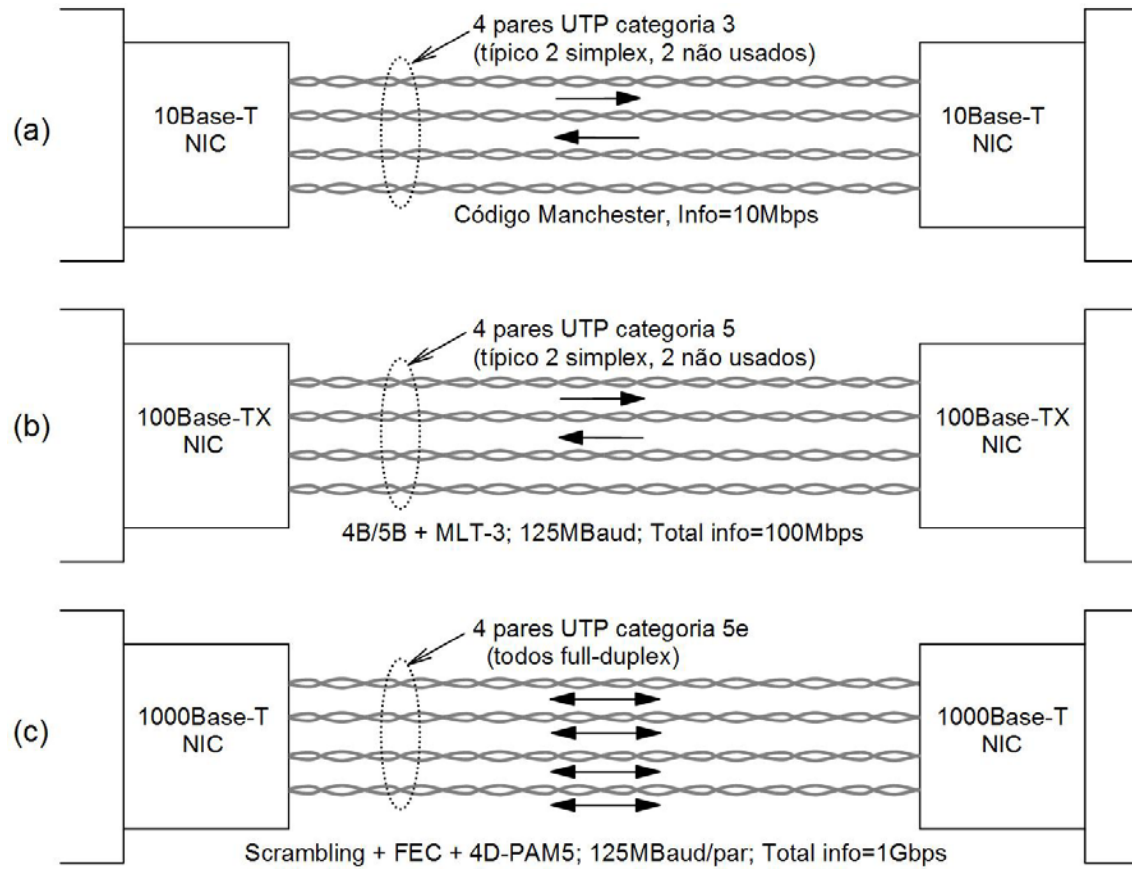 4 pares UTP categoria 3
(típico 2 simplex, 2 não usados)
(a)
10Base-T
NIC
10Base-T
NIC
Código Manchester, Info=10Mbps
4 pares UTP categoria 5
(típico 2 simplex, 2 não usados)
(b)
100Base-TX
NIC
100Base-TX
NIC
4B/5B + MLT-3; 125MBaud; Total info=100Mbps
4 pares UTP categoria 5e
(todos full-duplex)
(c)
1000Base-T
NIC
1000Base-T
NIC
Scrambling + FEC + 4D-PAM5; 125MBaud/par; Total info=1Gbps